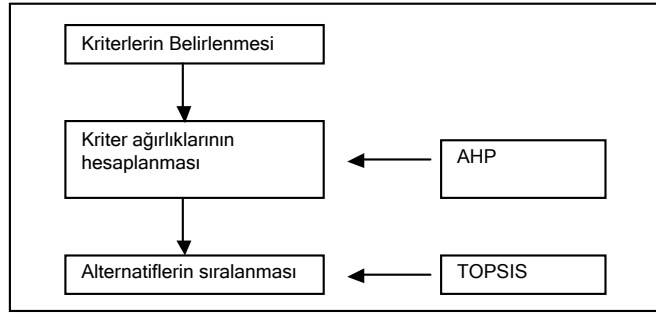 Kriterlerin Belirlenmesi
Kriter ağırlıklarının
hesaplanması
AHP
Alternatiflerin sıralanması
TOPSIS